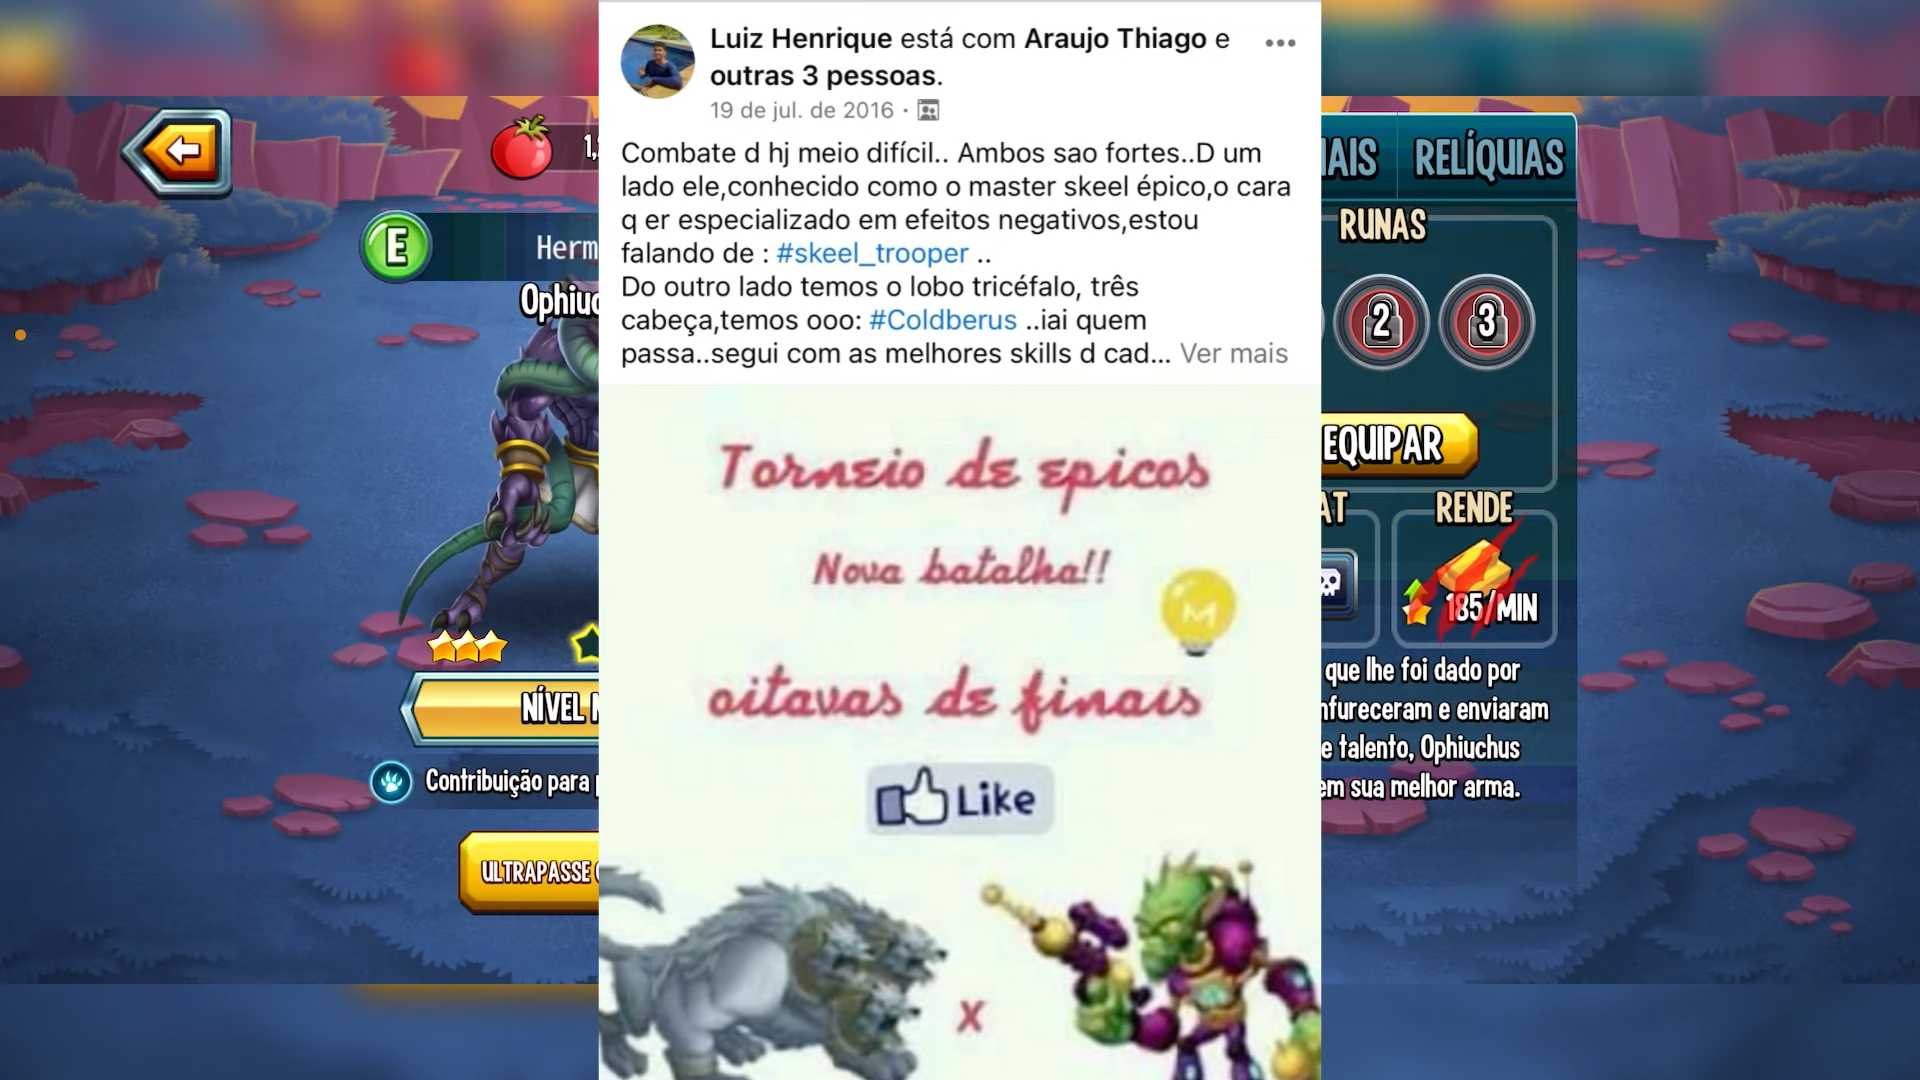 Luiz Henrique está com Araujo Thiago e
outras 3 pessoas.
19 de jul. de 2016 ·
Combate d hj meio difícil.. Ambos sao fortes..D um
lado ele,conhecido como o master skeel épico,o cara
q er especializado em efeitos negativos,estou
falando de : #skeel_trooper ..
Do outro lado temos o lobo tricéfalo, três
cabeça,temos ooo: #Coldberus ..iai quem
passa..segui com as melhores skills d cad... Ver mais
Torneio de epicos
Nova batalha!!
M
oitavas de finais
Like
x
1,
E
Herm
Ophiuc
NÍVEL
Contribuição para
ULTRAPASSE
IAIS
RELÍQUIAS
RUNAS
2
3
EQUIPAR
AT
RENDE
185/MIN
que lhe foi dado por
nfureceram e enviaram
e talento, Ophiuchus
em sua melhor arma.